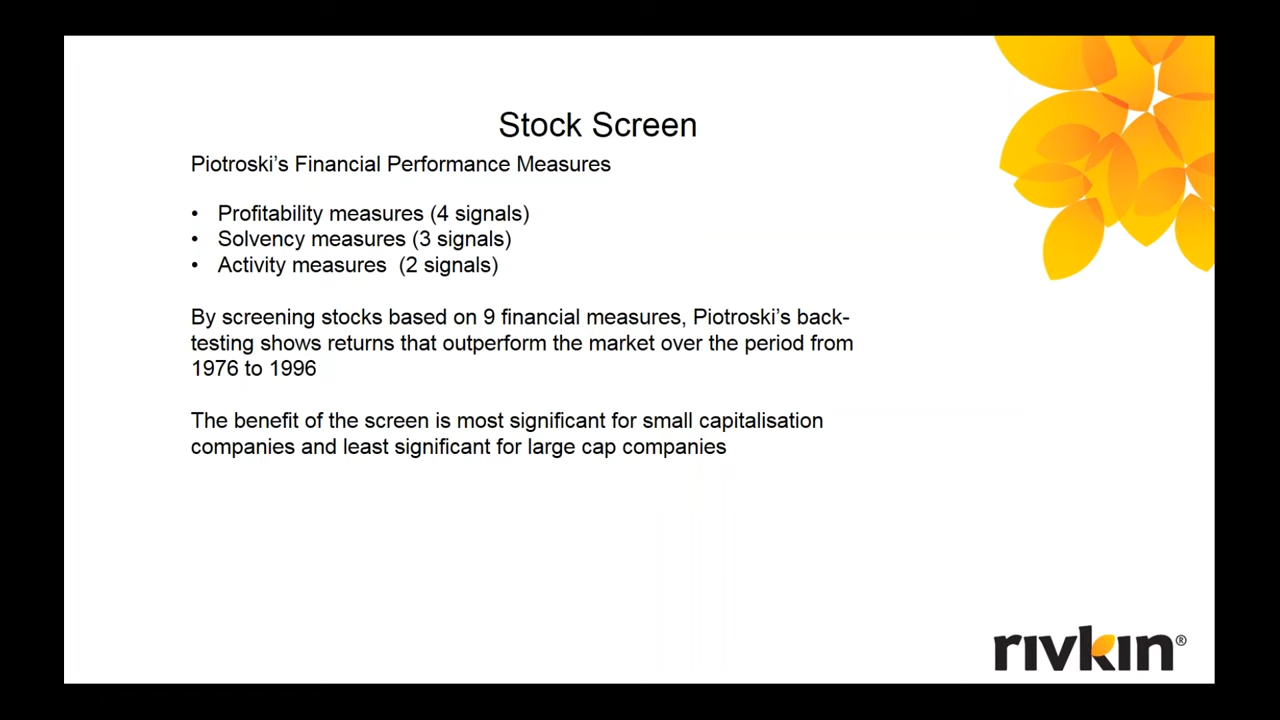 Stock Screen
Piotroski's Financial Performance Measures
• Profitability measures (4 signals)
• Solvency measures (3 signals)
• Activity measures (2 signals)
By screening stocks based on 9 financial measures, Piotroski's back-
testing shows returns that outperform the market over the period from
1976 to 1996
The benefit of the screen is most significant for small capitalisation
companies and least significant for large cap companies
rivkin®